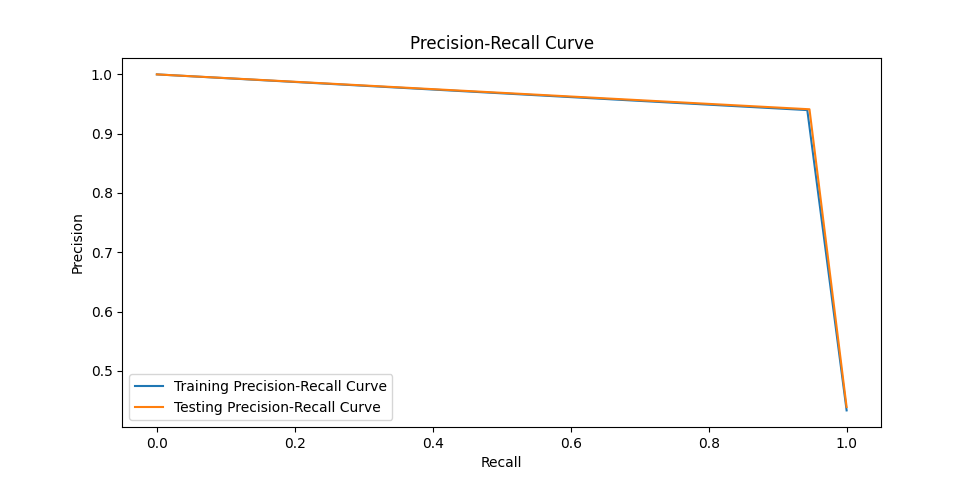 Precision-Recall Curve
1.0
0.9
0.8
0.7
0.6
0.5
Precision
Training Precision-Recall Curve
Testing Precision-Recall Curve
0.0 0.2 0.4 0.6 0.8 1.0
Recall